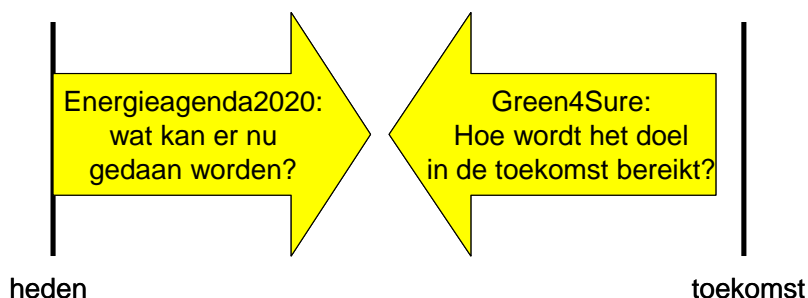 Energieagenda2020:
wat kan er nu
gedaan worden?
Green4Sure:
Hoe wordt het doel
in de toekomst bereikt?
heden
toekomst